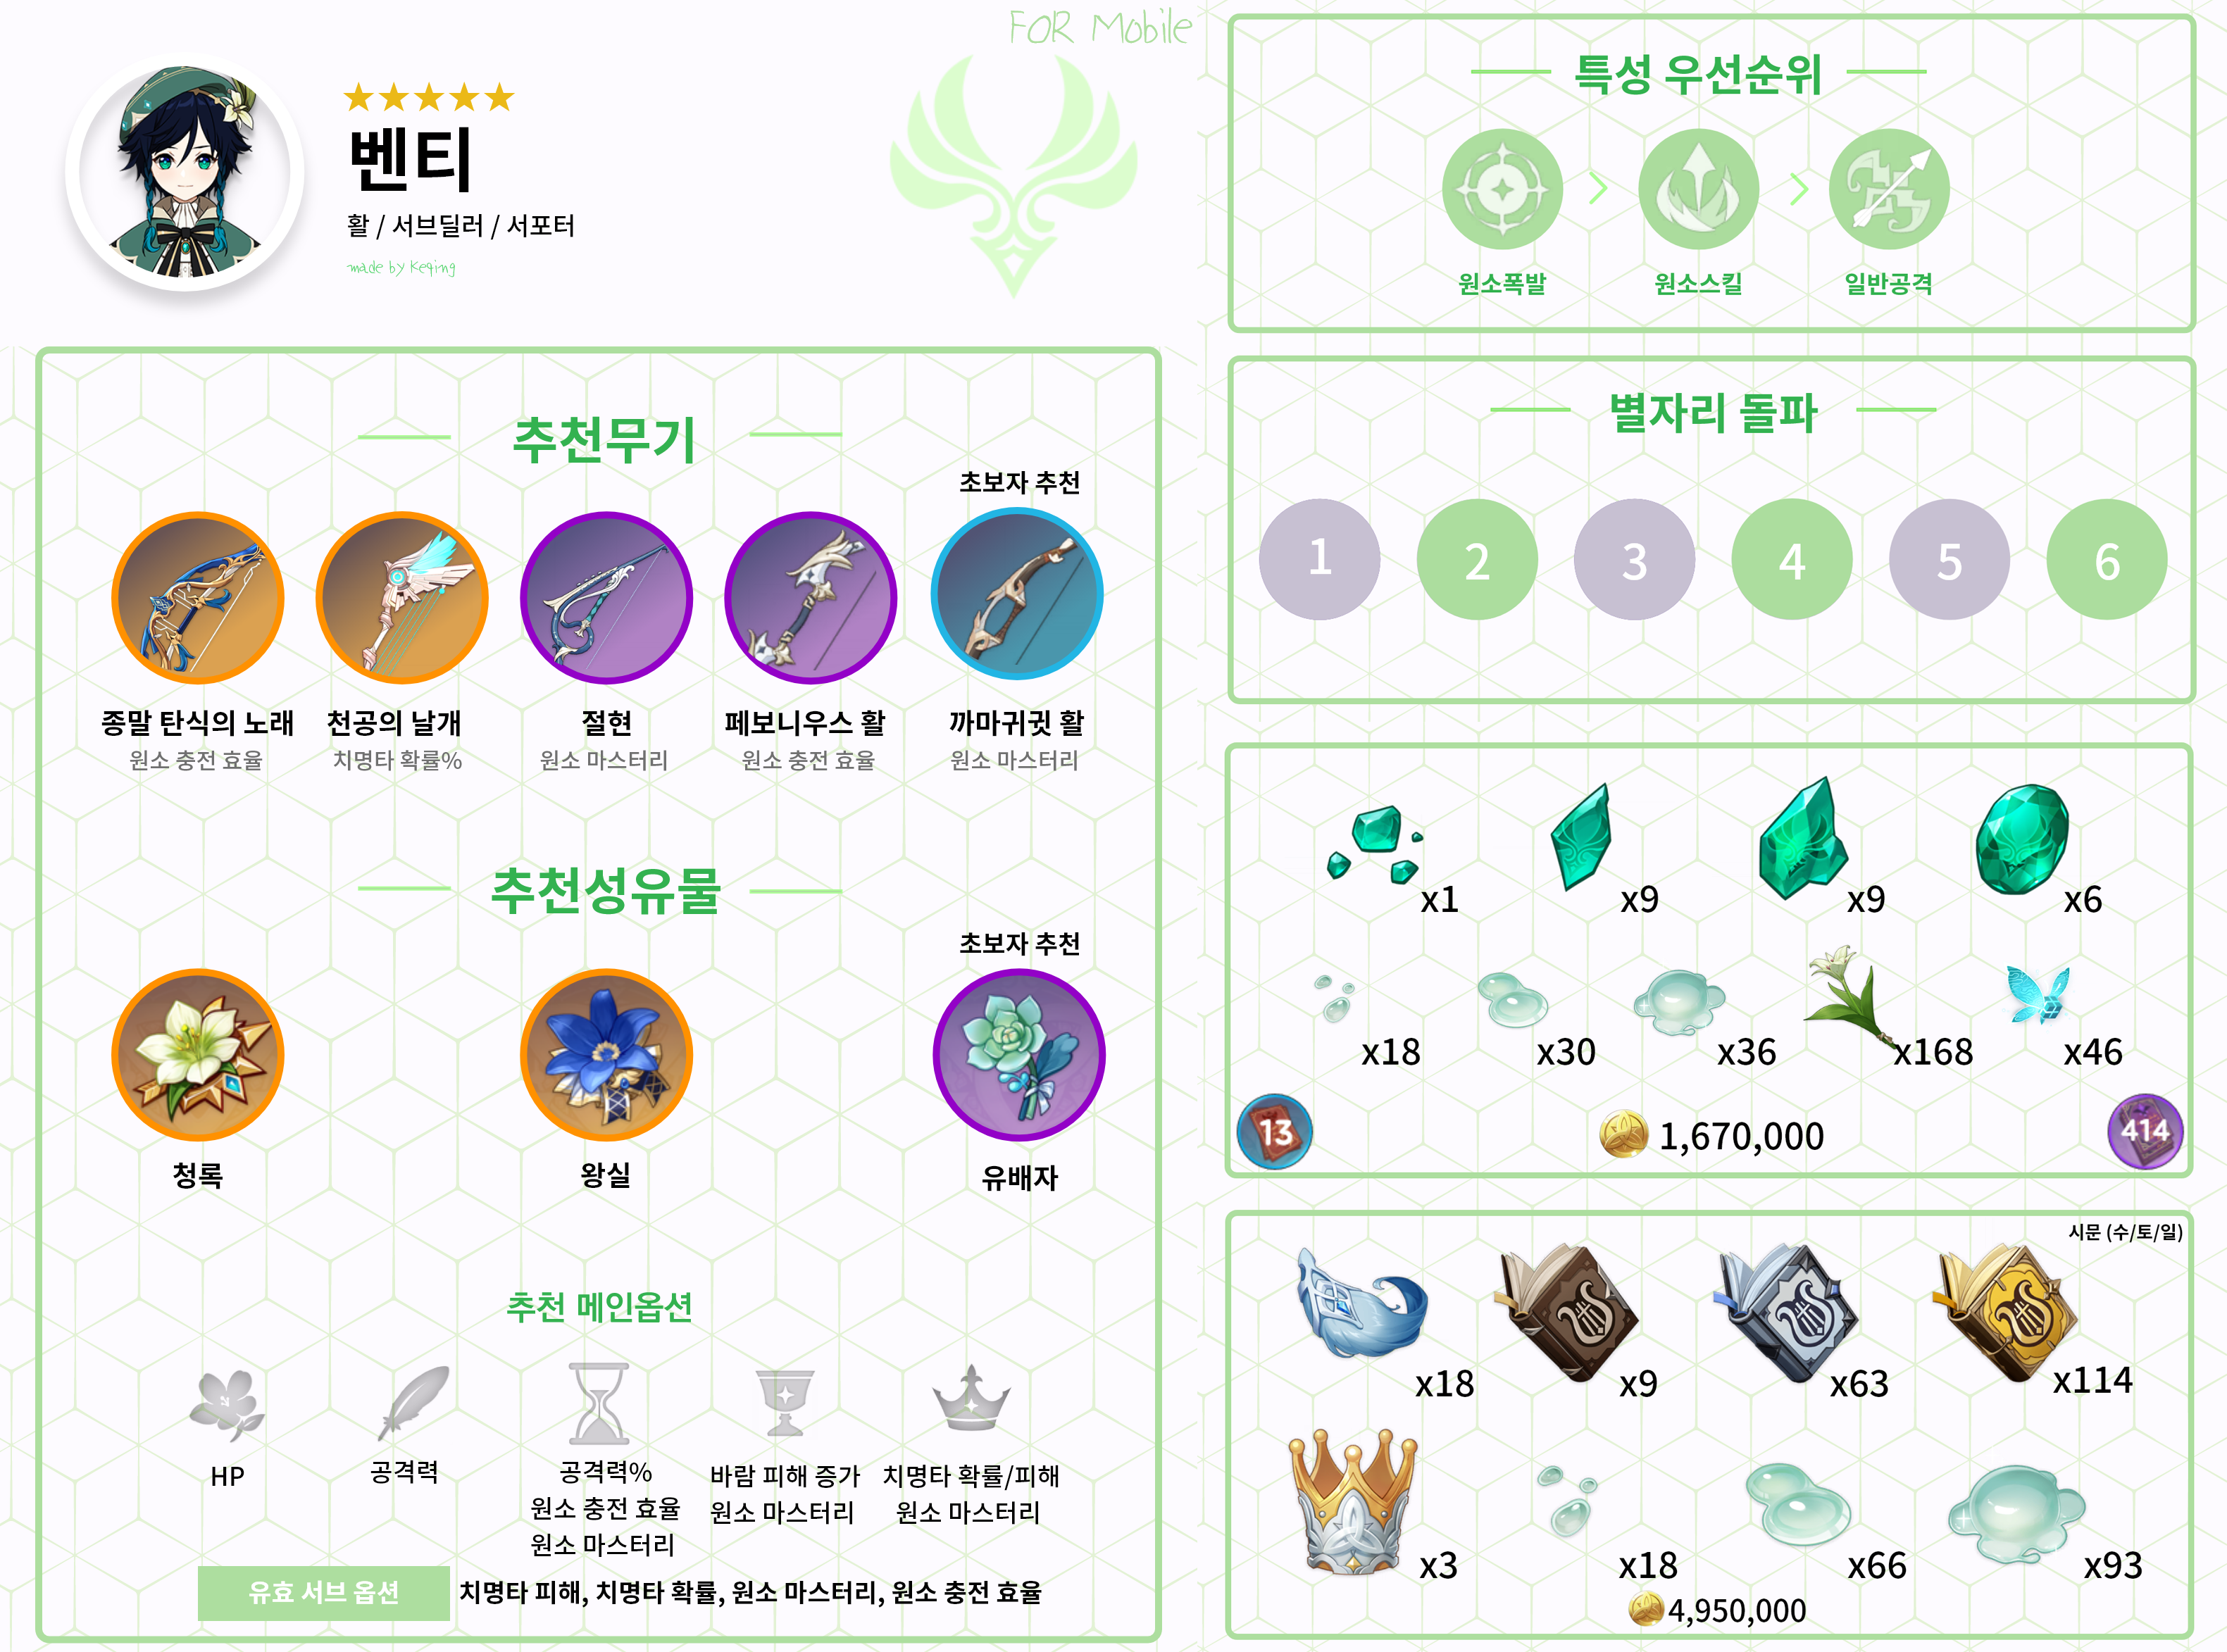 FOR Mobile
벤티
활 / 서브딜러 / 서포터
made by Keqing
추천무기
초보자 추천
종말 탄식의 노래
원소 충전 효율
천공의 날개
치명타 확률%
절현
원소 마스터리
페보니우스 활
원소 충전 효율
까마귀깃 활
원소 마스터리
추천성유물
초보자 추천
청록
왕실
유배자
추천 메인옵션
HP
공격력
공격력%
원소 충전 효율
원소 마스터리
바람 피해 증가
원소 마스터리
치명타 확률/피해
원소 마스터리
유효 서브 옵션
치명타 피해, 치명타 확률, 원소 마스터리, 원소 충전 효율
특성 우선순위
원소폭발 > 원소스킬 > 일반공격
별자리 돌파
1 2 3 4 5 6
x1 x9 x9 x6
x18 x30 x36 x168 x46
13 1,670,000 414
시문 (수/토/일)
x18 x9 x63 x114
x3 x18 x66 x93
4,950,000